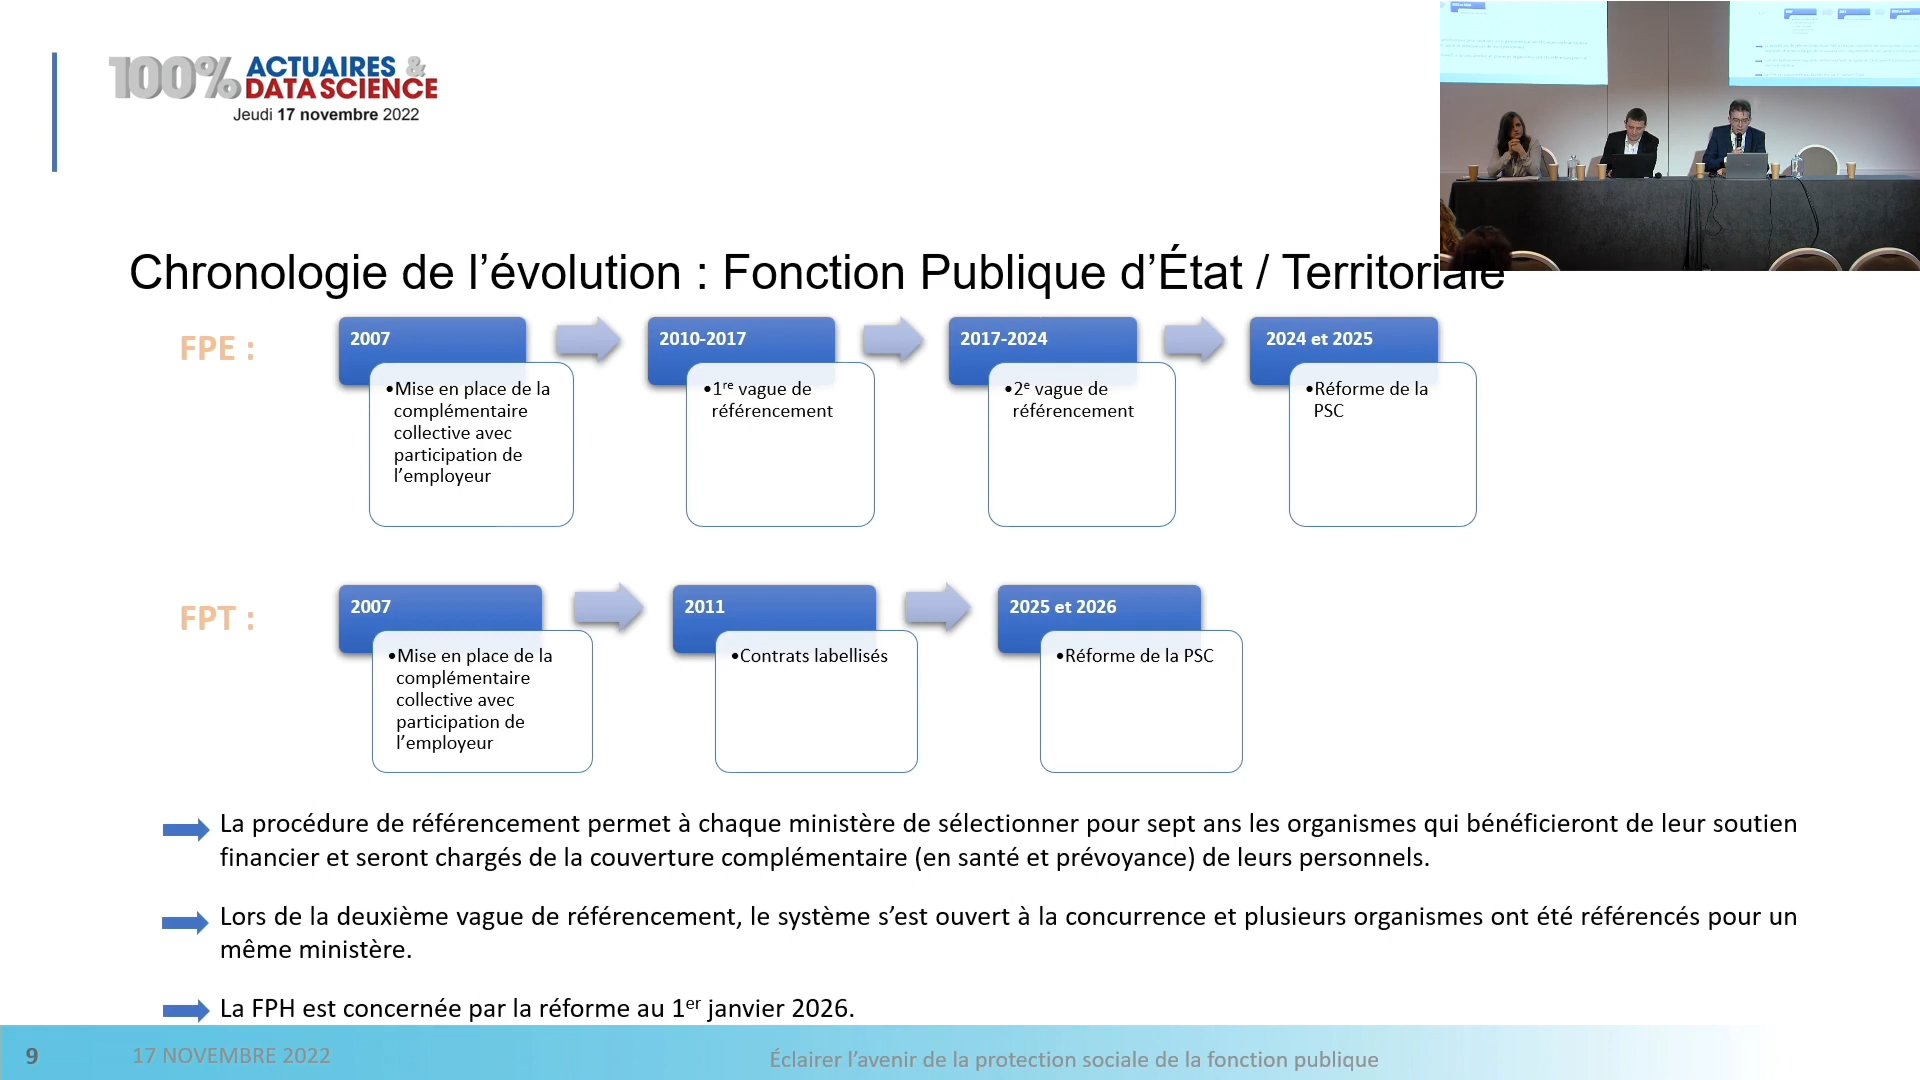 100% ACTUAIRES &
DATA SCIENCE
Jeudi 17 novembre 2022
Chronologie de l’évolution : Fonction Publique d’État / Territoriale
FPE :
2007
•Mise en place de la
complémentaire
collective avec
participation de
l’employeur
2010-2017
•1re vague de
référencement
2017-2024
•2e vague de
référencement
2024 et 2025
•Réforme de la
PSC
FPT :
2007
•Mise en place de la
complémentaire
collective avec
participation de
l’employeur
2011
•Contrats labellisés
2025 et 2026
•Réforme de la PSC
La procédure de référencement permet à chaque ministère de sélectionner pour sept ans les organismes qui bénéficieront de leur soutien
financier et seront chargés de la couverture complémentaire (en santé et prévoyance) de leurs personnels.
Lors de la deuxième vague de référencement, le système s’est ouvert à la concurrence et plusieurs organismes ont été référencés pour un
même ministère.
La FPH est concernée par la réforme au 1er janvier 2026.
9
17 NOVEMBRE 2022
Éclairer l’avenir de la protection sociale de la fonction publique